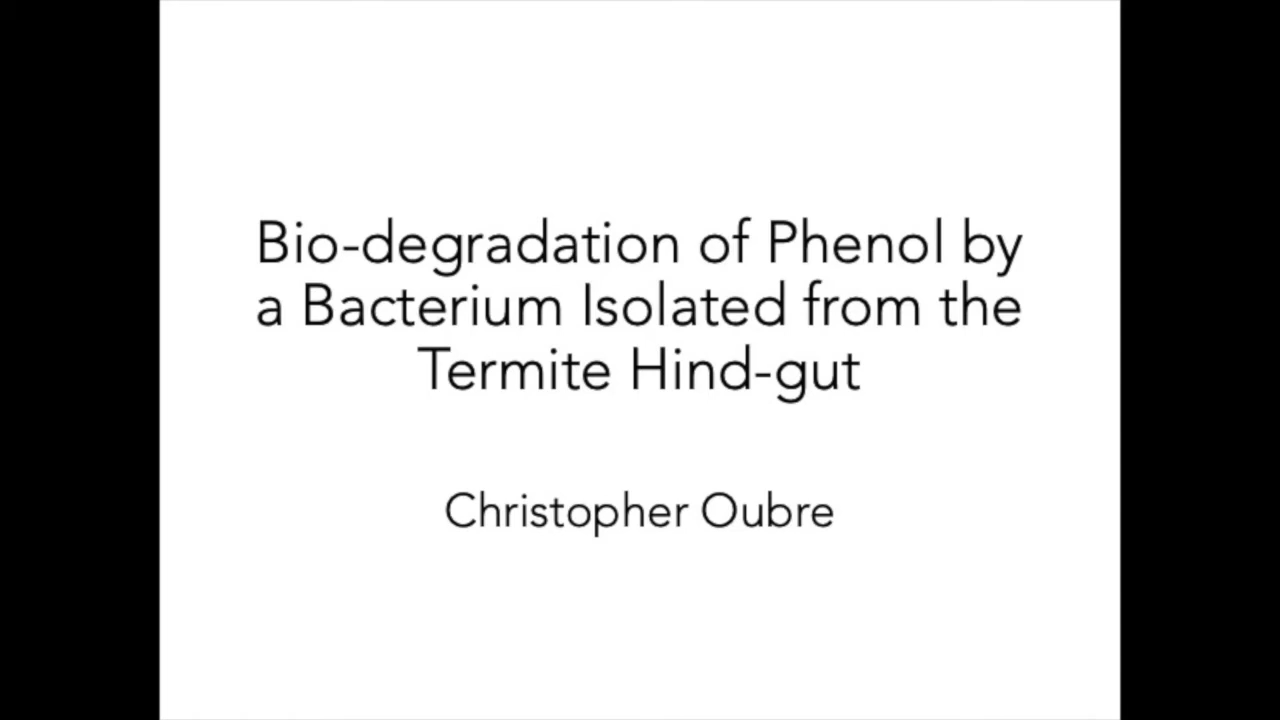 Bio-degradation of Phenol by
a Bacterium Isolated from the
Termite Hind-gut
Christopher Oubre